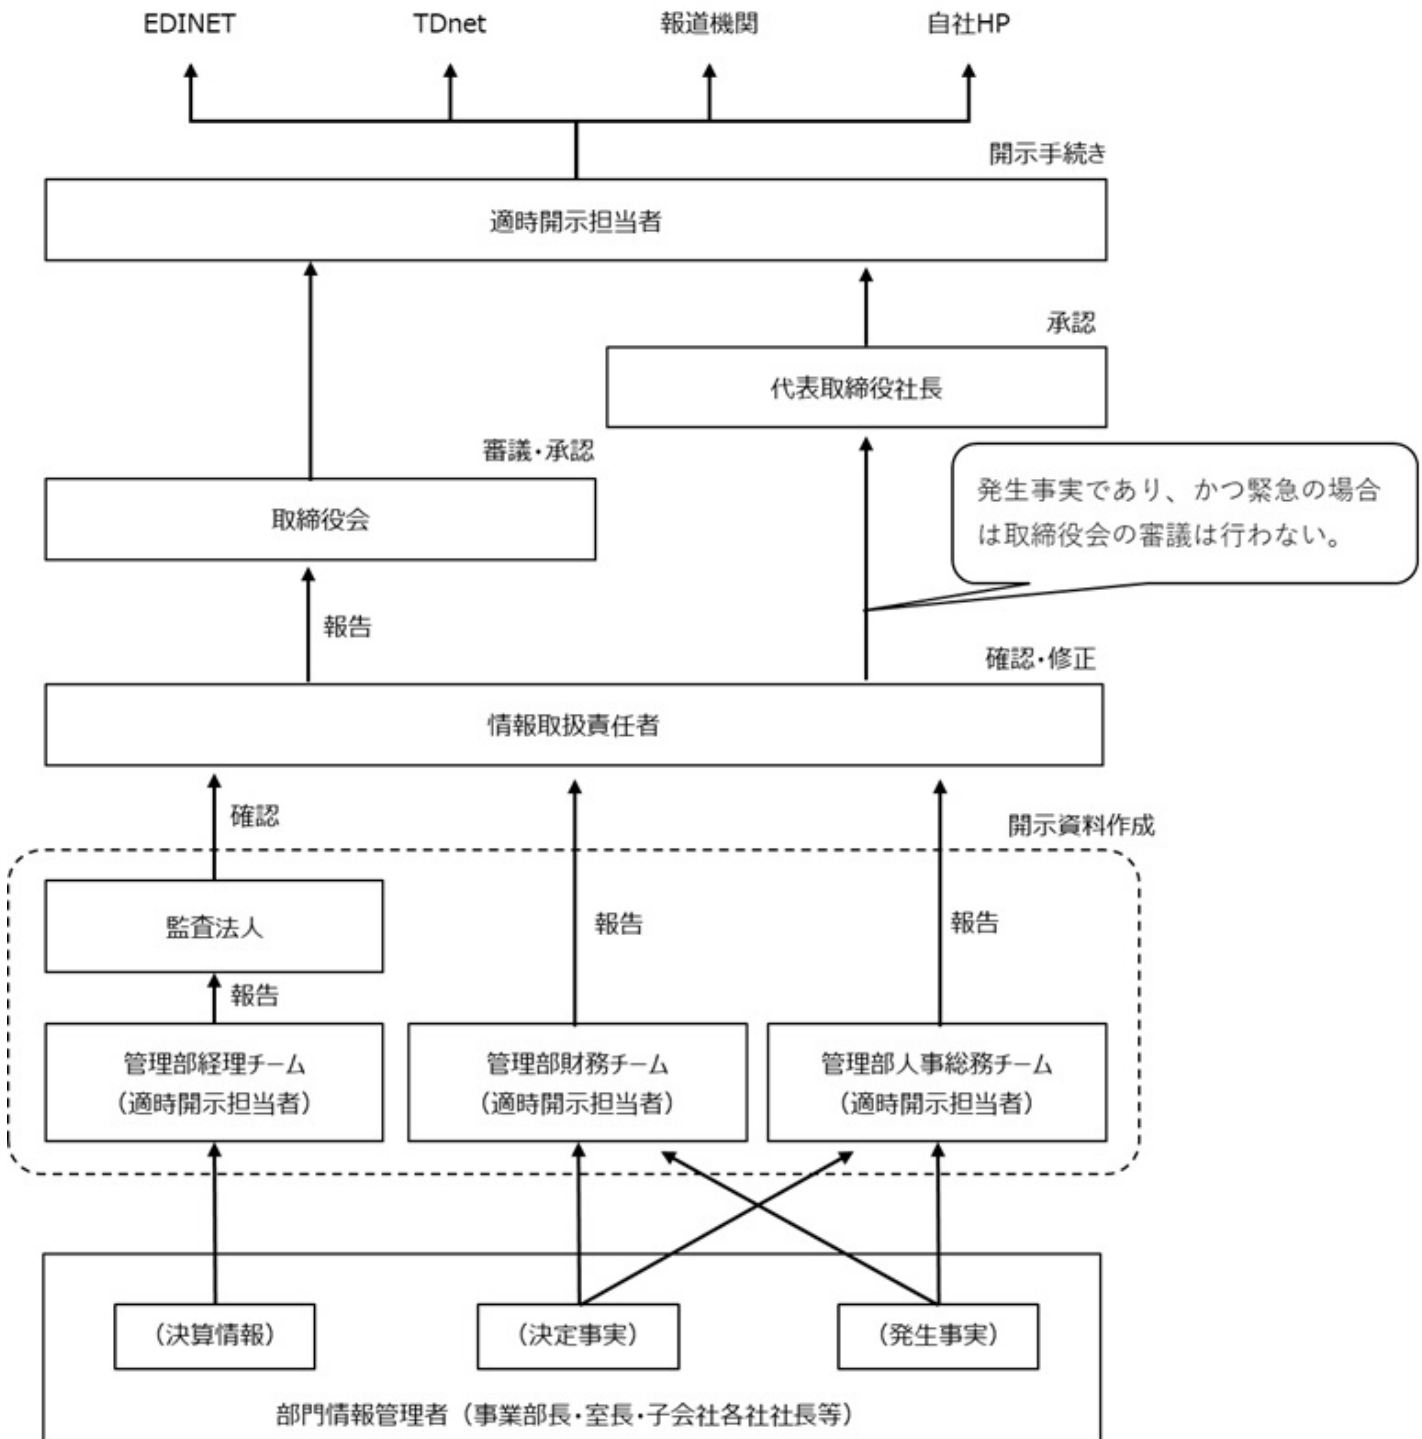 EDINET
TDnet
報道機関
自社HP
開示手続き
適時開示担当者
承認
代表取締役社長
審議・承認
取締役会
発生事実であり、かつ緊急の場合
は取締役会の審議は行わない。
報告
確認・修正
情報取扱責任者
確認
開示資料作成
監査法人
報告
報告
報告
管理部経理チーム
（適時開示担当者）
管理部財務チーム
（適時開示担当者）
管理部人事総務チーム
（適時開示担当者）
（決算情報）
（決定事実）
（発生事実）
部門情報管理者（事業部長・室長・子会社各社社長等）